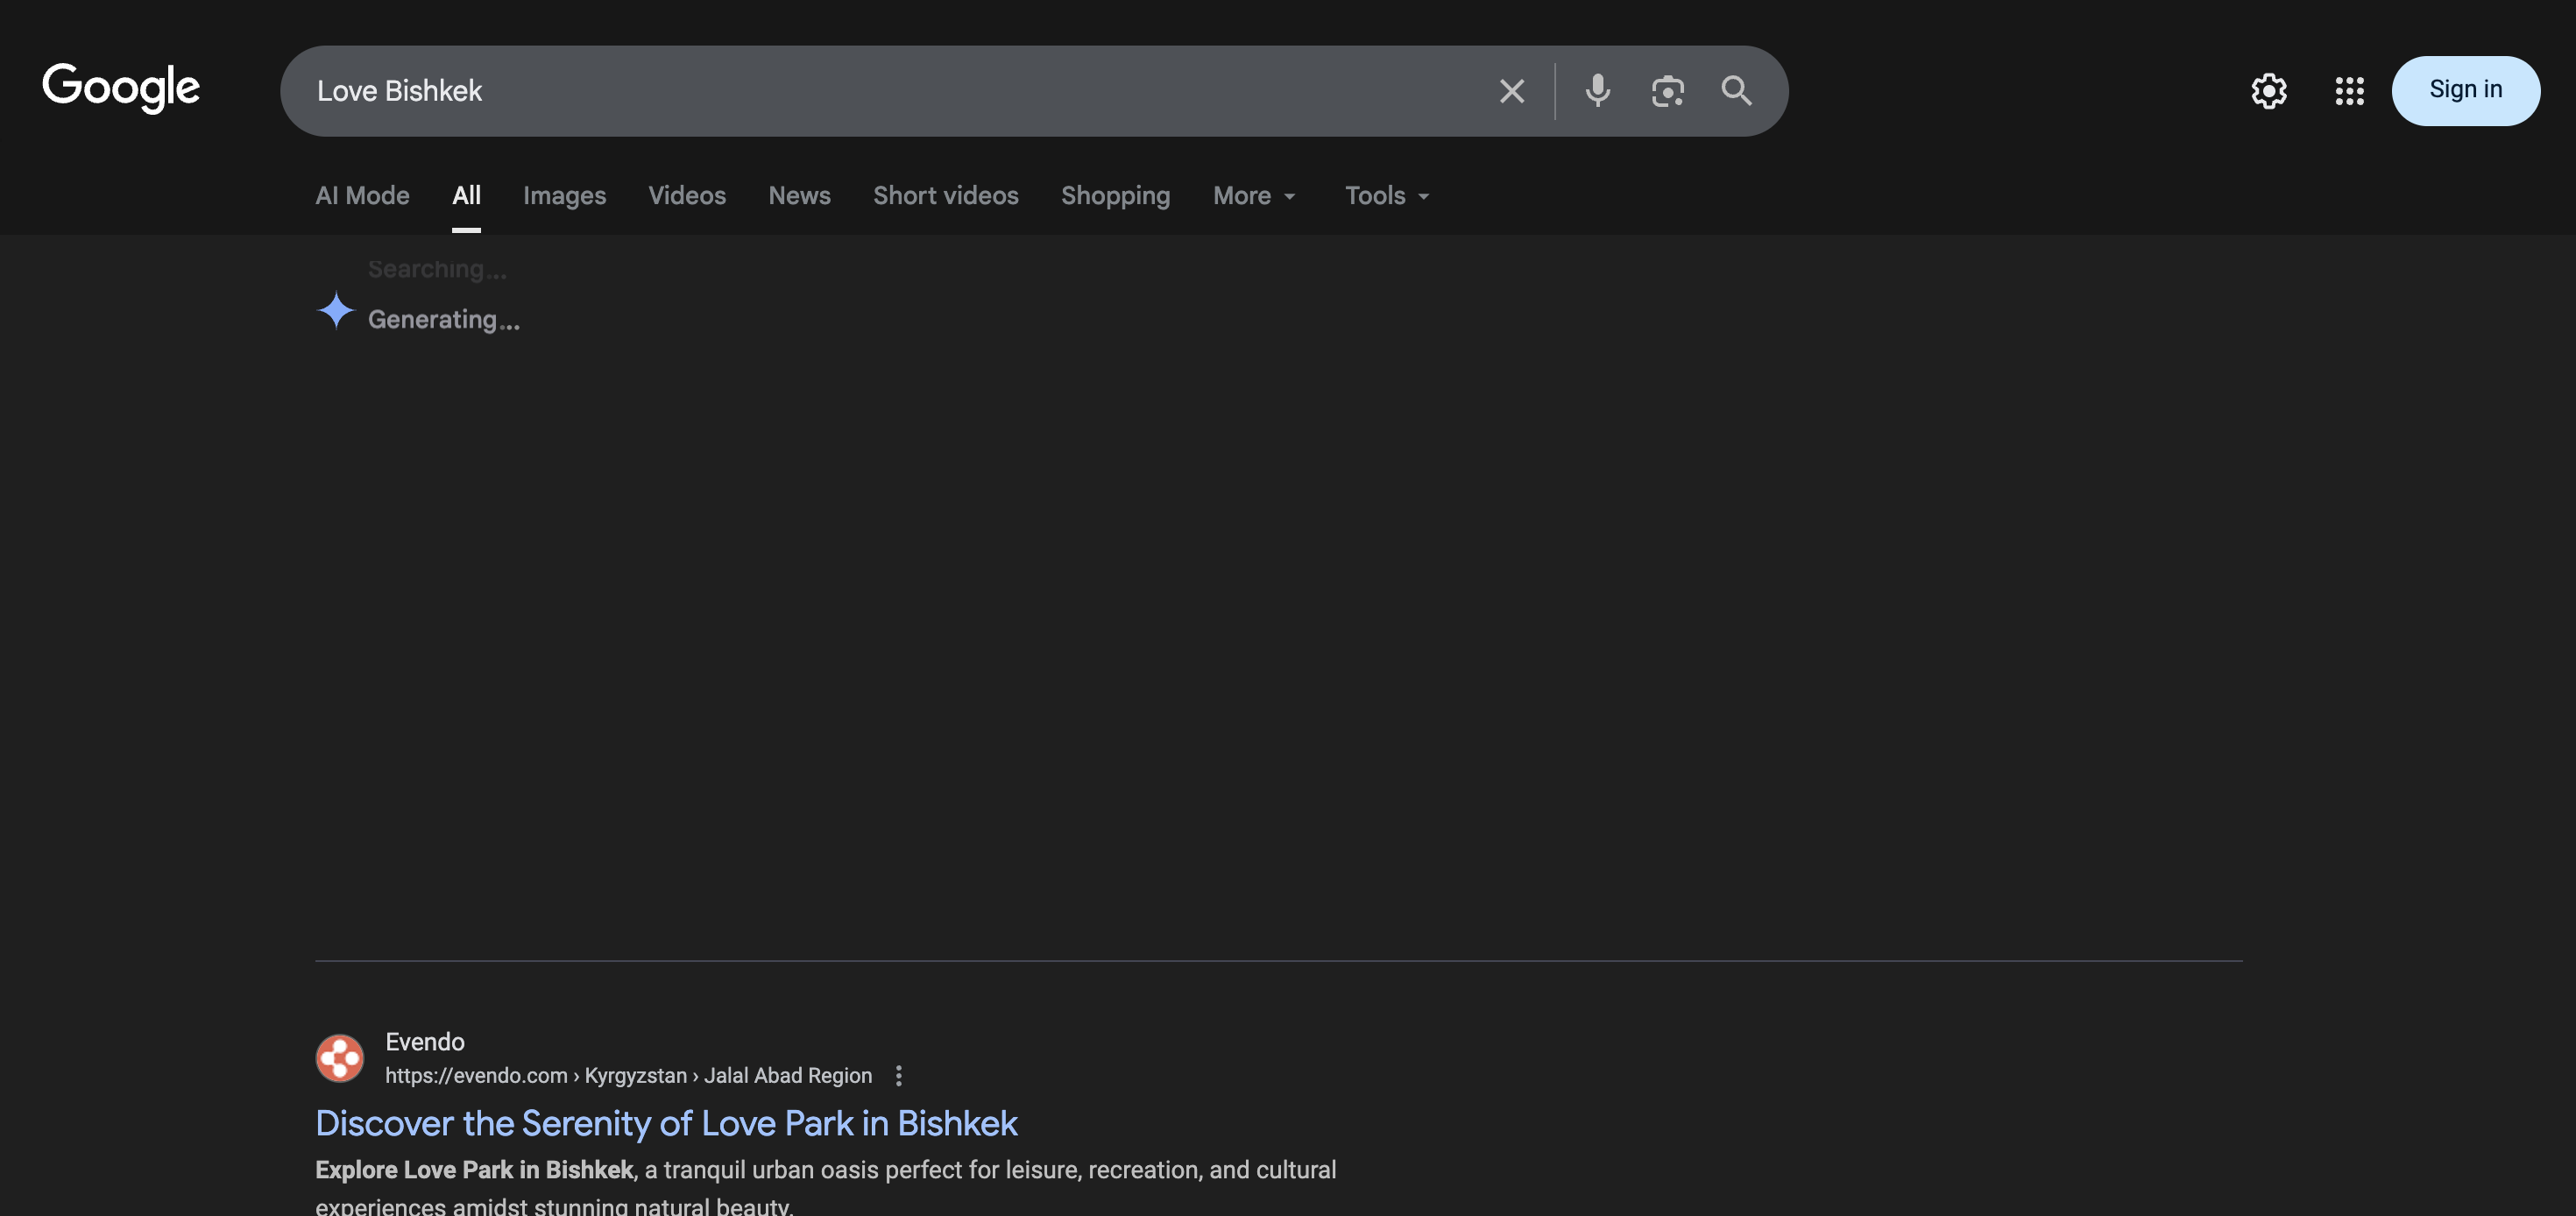 Google
Love Bishkek
Sign in
AI Mode All Images Videos News Short videos Shopping More Tools
Searching...
Generating...
Evendo
https://evendo.com › Kyrgyzstan › Jalal Abad Region
Discover the Serenity of Love Park in Bishkek
Explore Love Park in Bishkek, a tranquil urban oasis perfect for leisure, recreation, and cultural
experiences amidst stunning natural beauty.